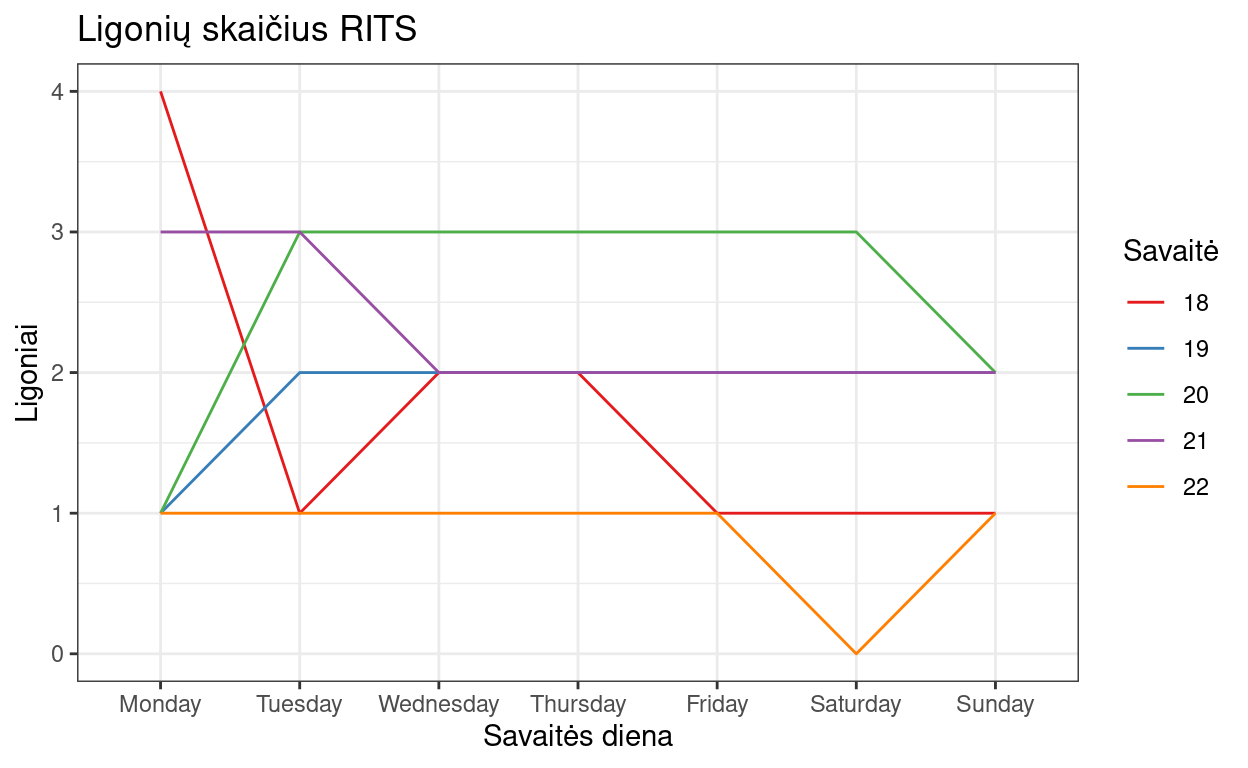 Ligonių skaičius RITS
4
3
2
1
0
Ligoniai
Monday Tuesday Wednesday Thursday Friday Saturday Sunday
Savaitės diena
Savaitė
18
19
20
21
22